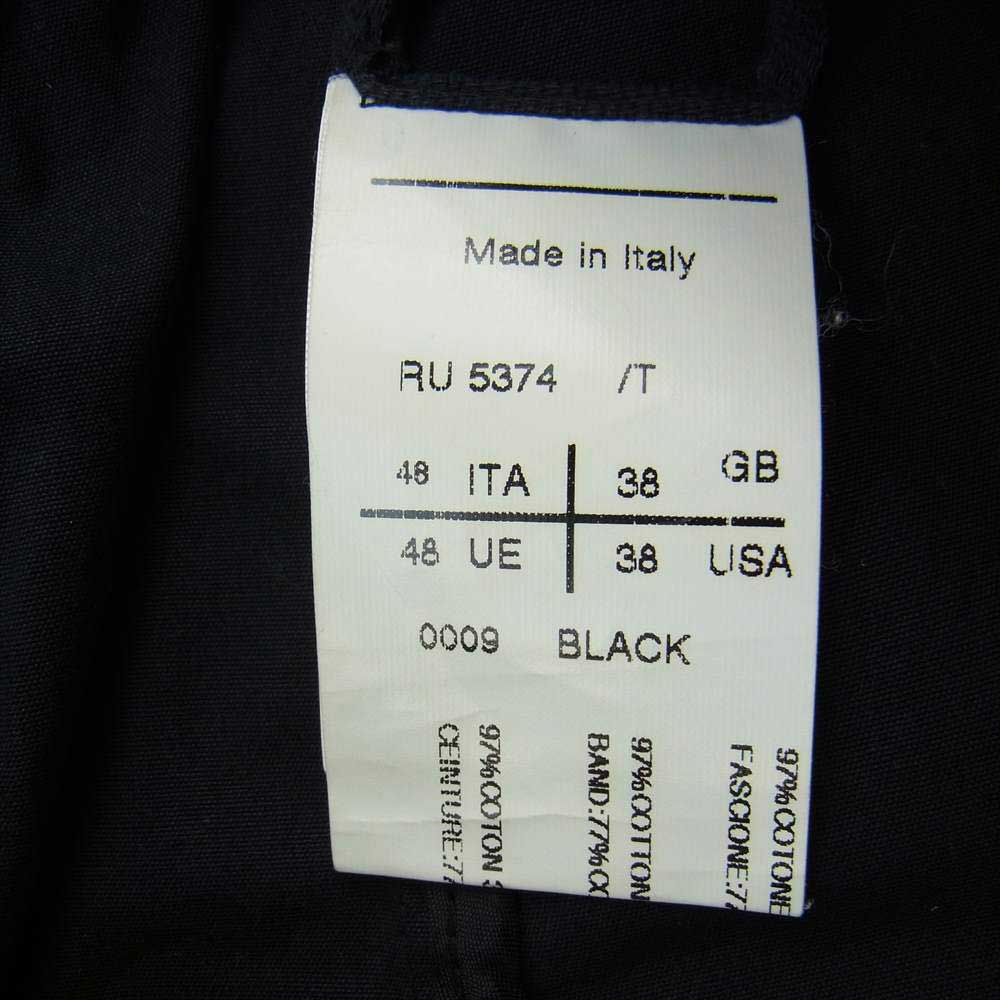 Made in Italy
RU 5374 /T
48 ITA 38 GB
48 UE 38 USA
0009 BLACK
97%COTONE
FASCIONE:7
97%COTTON
BAND:77%CO
97%COTON
CEINTURE:7